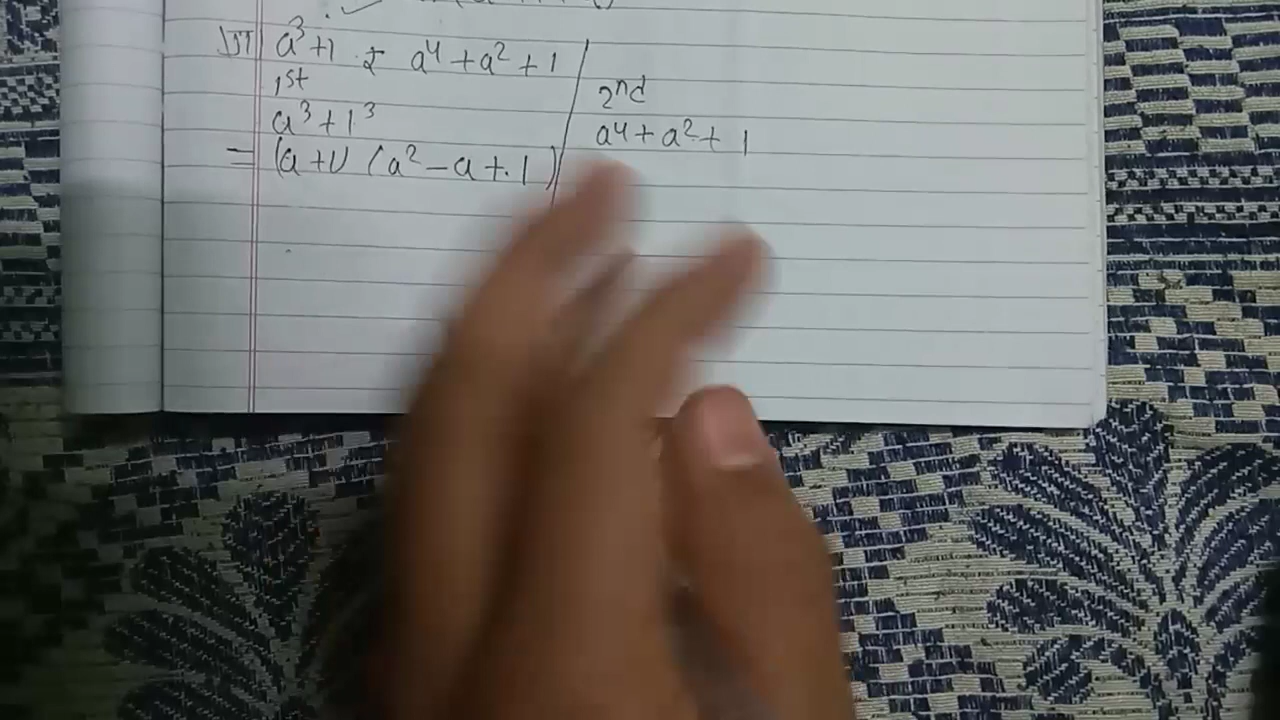 a³+1 र a⁴+a²+1
1st
a³+1³
=(a+1)(a²-a+1)
2nd
a⁴+a²+1